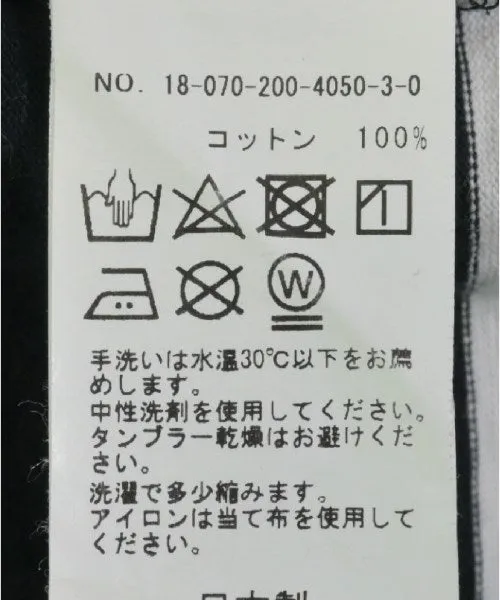 NO. 18-070-200-4050-3-0
コットン 100%
W
手洗いは水温30℃以下をお薦
めします。
中性洗剤を使用してください。
タンブラー乾燥はお避けくだ
さい。
洗濯で多少縮みます。
アイロンは当て布を使用して
ください。
日本製